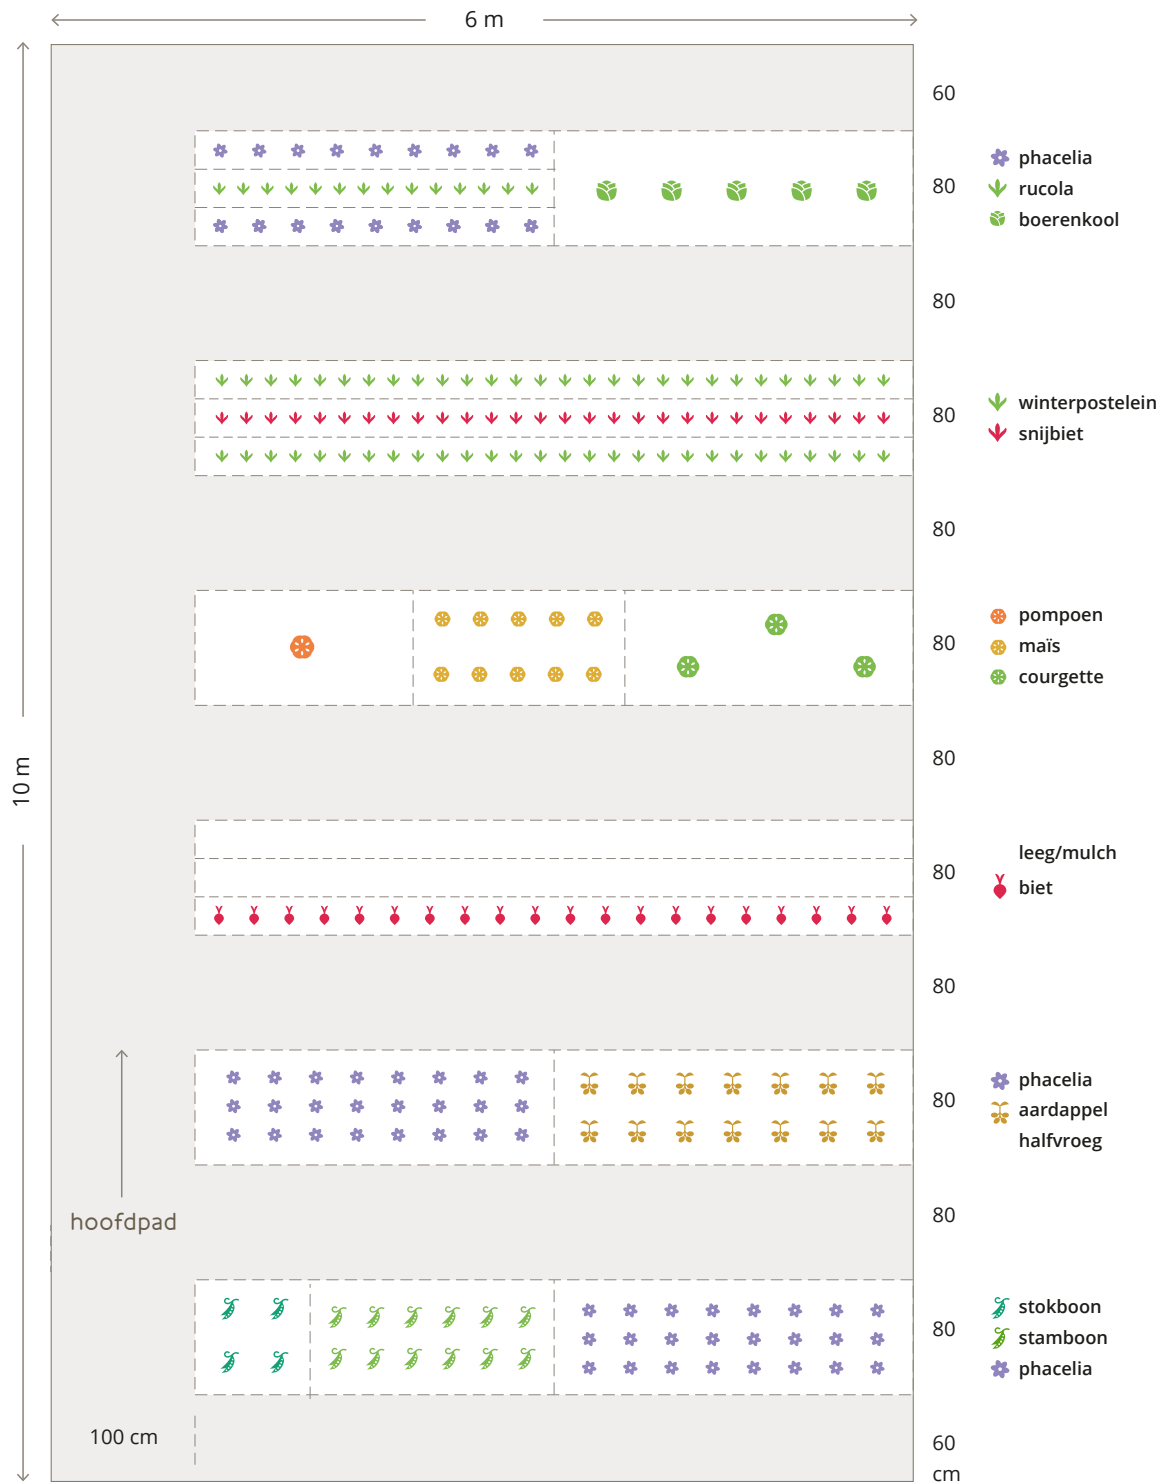 6 m
60
phacelia
80
rucola
boerenkool
80
winterpostelein
80
snijbiet
80
pompoen
80
maïs
courgette
80
10 m
leeg/mulch
80
biet
80
phacelia
80
aardappel
halfvroeg
80
hoofdpad
stokboon
80
stamboon
phacelia
100 cm
60
cm